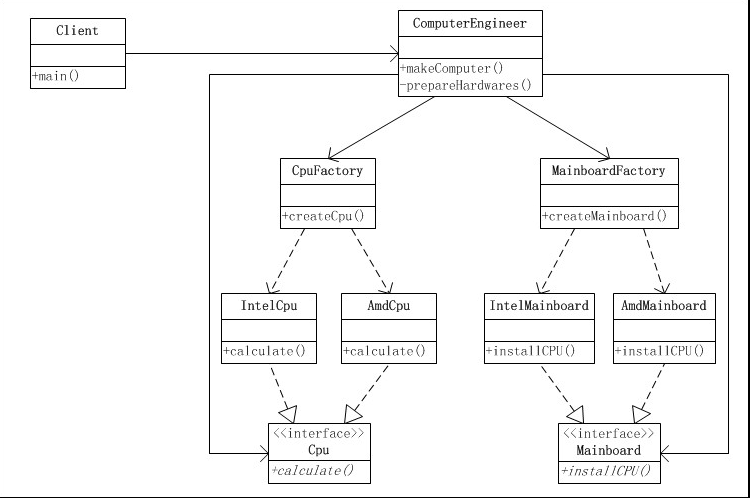 Client
+main()
ComputerEngineer
+makeComputer()
-prepareHardwares()
CpuFactory
+createCpu()
MainboardFactory
+createMainboard()
IntelCpu
+calculate()
AmdCpu
+calculate()
IntelMainboard
+installCPU()
AmdMainboard
+installCPU()
<<interface>>
Cpu
+calculate()
<<interface>>
Mainboard
+installCPU()